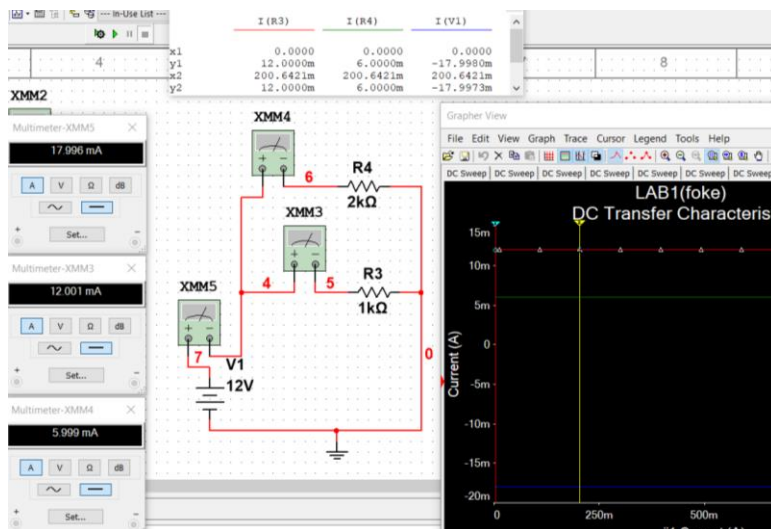 --- In-Use List ---
I(R3) I(R4) I(V1)
x1 0.0000 0.0000 0.0000
y1 12.0000m 6.0000m -17.9980m
x2 200.6421m 200.6421m 200.6421m
y2 12.0000m 6.0000m -17.9973m
4
8
XMM2
Multimeter-XMM5
17.996 mA
A V Ω dB
Set...
+ -
Multimeter-XMM3
12.001 mA
A V Ω dB
Set...
+ -
Multimeter-XMM4
5.999 mA
A V Ω dB
Set...
+ -
XMM4
+ -
6
R4
2kΩ
XMM3
+ -
4
5
R3
1kΩ
XMM5
+ -
7
V1
12V
0
Grapher View
File Edit View Graph Trace Cursor Legend Tools Help
DC Sweep DC Sweep DC Sweep DC Sweep DC Sweep DC Sweep DC Sweep
LAB1(foke)
DC Transfer Characteris
Current (A)
15m
10m
5m
0
-5m
-10m
-15m
-20m
0 250m 500m